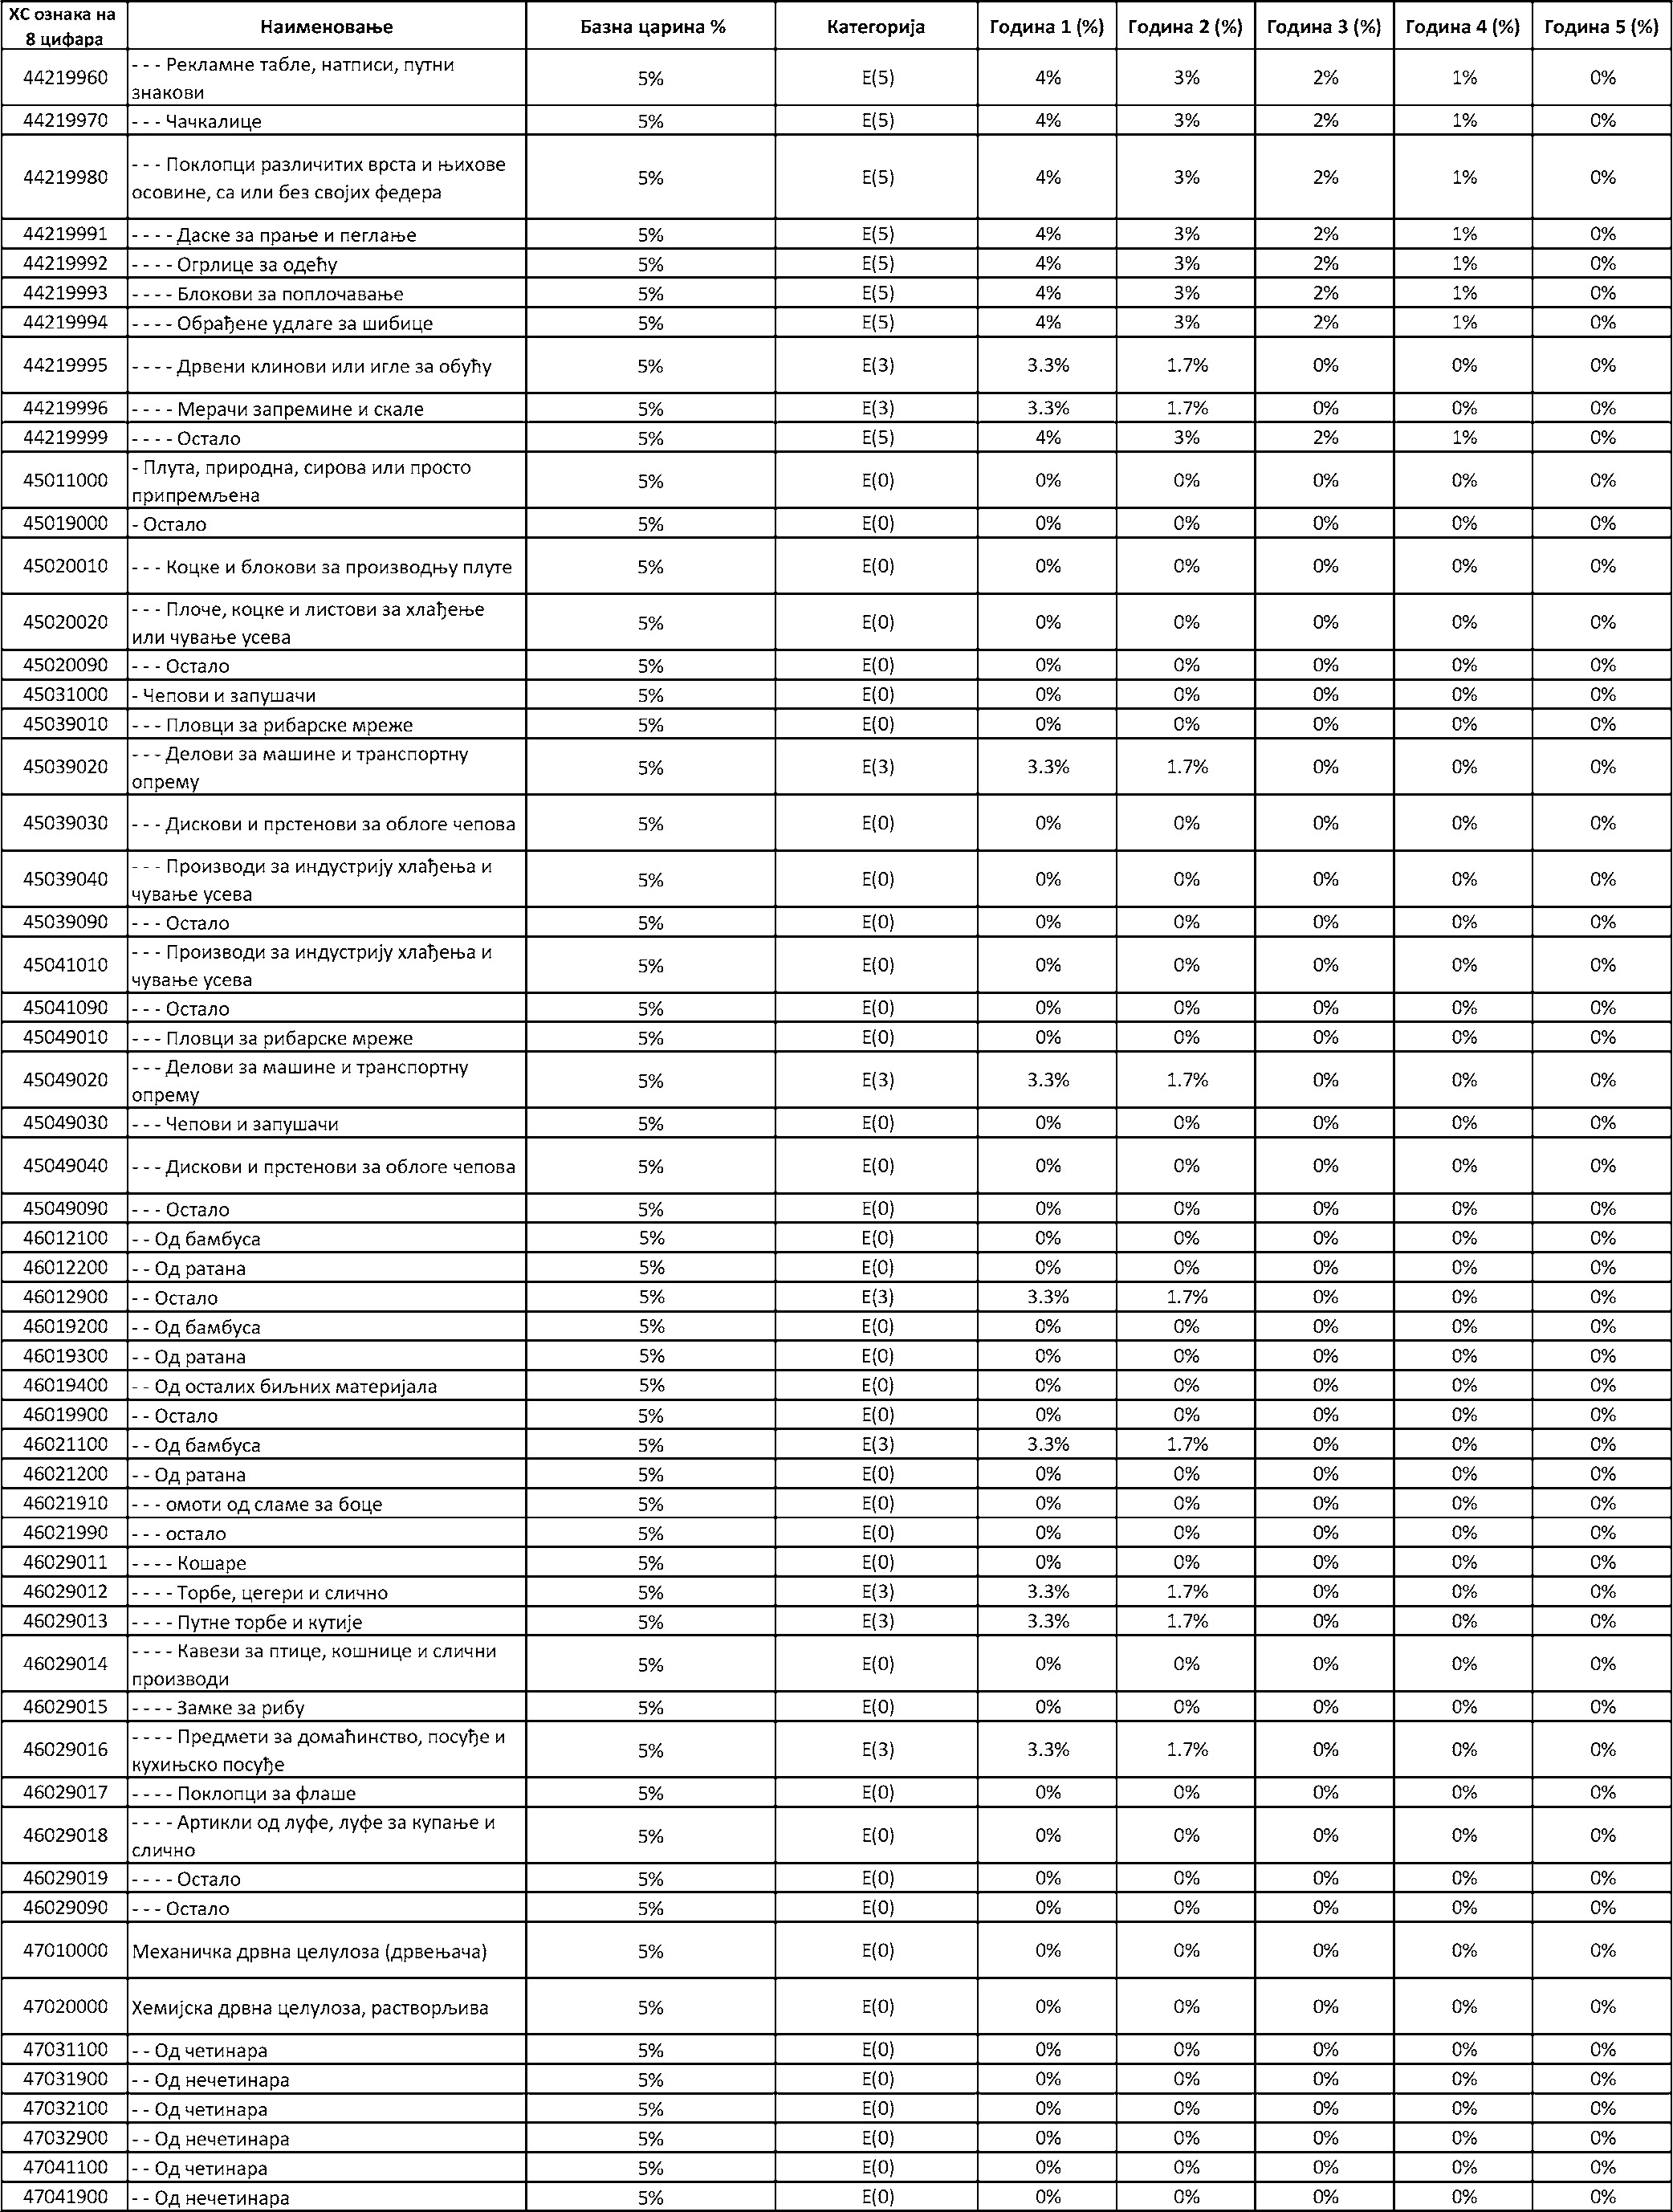 ХС ознака на 8 цифара Наименовање Базна царина % Категорија Година 1 (%) Година 2 (%) Година 3 (%) Година 4 (%) Година 5 (%)
44219960 - - - Рекламне табле, натписи, путни знакови 5% E(5) 4% 3% 2% 1% 0%
44219970 - - - Чачкалице 5% E(5) 4% 3% 2% 1% 0%
44219980 - - - Поклопци различитих врста и њихове осовине, са или без својих федера 5% E(5) 4% 3% 2% 1% 0%
44219991 - - - - Даске за прање и пеглање 5% E(5) 4% 3% 2% 1% 0%
44219992 - - - - Огрлице за одећу 5% E(5) 4% 3% 2% 1% 0%
44219993 - - - - Блокови за поплочавање 5% E(5) 4% 3% 2% 1% 0%
44219994 - - - - Обрађене удлаге за шибице 5% E(5) 4% 3% 2% 1% 0%
44219995 - - - - Дрвени клинови или игле за обућу 5% E(3) 3.3% 1.7% 0% 0% 0%
44219996 - - - - Мерачи запремине и скале 5% E(3) 3.3% 1.7% 0% 0% 0%
44219999 - - - - Остало 5% E(5) 4% 3% 2% 1% 0%
45011000 - Плута, природна, сирова или просто припремљена 5% E(0) 0% 0% 0% 0% 0%
45019000 - Остало 5% E(0) 0% 0% 0% 0% 0%
45020010 - - - Коцке и блокови за производњу плуте 5% E(0) 0% 0% 0% 0% 0%
45020020 - - - Плоче, коцке и листови за хлађење или чување усева 5% E(0) 0% 0% 0% 0% 0%
45020090 - - - Остало 5% E(0) 0% 0% 0% 0% 0%
45031000 - Чепови и запушачи 5% E(0) 0% 0% 0% 0% 0%
45039010 - - - Пловци за рибарске мреже 5% E(0) 0% 0% 0% 0% 0%
45039020 - - - Делови за машине и транспортну опрему 5% E(3) 3.3% 1.7% 0% 0% 0%
45039030 - - - Дискови и прстенови за облоге чепова 5% E(0) 0% 0% 0% 0% 0%
45039040 - - - Производи за индустрију хлађења и чување усева 5% E(0) 0% 0% 0% 0% 0%
45039090 - - - Остало 5% E(0) 0% 0% 0% 0% 0%
45041010 - - - Производи за индустрију хлађења и чување усева 5% E(0) 0% 0% 0% 0% 0%
45041090 - - - Остало 5% E(0) 0% 0% 0% 0% 0%
45049010 - - - Пловци за рибарске мреже 5% E(0) 0% 0% 0% 0% 0%
45049020 - - - Делови за машине и транспортну опрему 5% E(3) 3.3% 1.7% 0% 0% 0%
45049030 - - - Чепови и запушачи 5% E(0) 0% 0% 0% 0% 0%
45049040 - - - Дискови и прстенови за облоге чепова 5% E(0) 0% 0% 0% 0% 0%
45049090 - - - Остало 5% E(0) 0% 0% 0% 0% 0%
46012100 - - Од бамбуса 5% E(0) 0% 0% 0% 0% 0%
46012200 - - Од ратана 5% E(0) 0% 0% 0% 0% 0%
46012900 - - Остало 5% E(3) 3.3% 1.7% 0% 0% 0%
46019200 - - Од бамбуса 5% E(0) 0% 0% 0% 0% 0%
46019300 - - Од ратана 5% E(0) 0% 0% 0% 0% 0%
46019400 - - Од осталих биљних материјала 5% E(0) 0% 0% 0% 0% 0%
46019900 - - Остало 5% E(0) 0% 0% 0% 0% 0%
46021100 - - Од бамбуса 5% E(3) 3.3% 1.7% 0% 0% 0%
46021200 - - Од ратана 5% E(0) 0% 0% 0% 0% 0%
46021910 - - - омоти од сламе за боце 5% E(0) 0% 0% 0% 0% 0%
46021990 - - - остало 5% E(0) 0% 0% 0% 0% 0%
46029011 - - - - Кошаре 5% E(0) 0% 0% 0% 0% 0%
46029012 - - - - Торбе, цегери и слично 5% E(3) 3.3% 1.7% 0% 0% 0%
46029013 - - - - Путне торбе и кутије 5% E(3) 3.3% 1.7% 0% 0% 0%
46029014 - - - - Кавези за птице, кошнице и слични производи 5% E(0) 0% 0% 0% 0% 0%
46029015 - - - - Замке за рибу 5% E(0) 0% 0% 0% 0% 0%
46029016 - - - - Предмети за домаћинство, посуђе и кухињско посуђе 5% E(3) 3.3% 1.7% 0% 0% 0%
46029017 - - - - Поклопци за флаше 5% E(0) 0% 0% 0% 0% 0%
46029018 - - - - Артикли од луфе, луфе за купање и слично 5% E(0) 0% 0% 0% 0% 0%
46029019 - - - - Остало 5% E(0) 0% 0% 0% 0% 0%
46029090 - - - Остало 5% E(0) 0% 0% 0% 0% 0%
47010000 Механичка дрвна целулоза (дрвењача) 5% E(0) 0% 0% 0% 0% 0%
47020000 Хемијска дрвна целулоза, растворљива 5% E(0) 0% 0% 0% 0% 0%
47031100 - - Од четинара 5% E(0) 0% 0% 0% 0% 0%
47031900 - - Од нечетинара 5% E(0) 0% 0% 0% 0% 0%
47032100 - - Од четинара 5% E(0) 0% 0% 0% 0% 0%
47032900 - - Од нечетинара 5% E(0) 0% 0% 0% 0% 0%
47041100 - - Од четинара 5% E(0) 0% 0% 0% 0% 0%
47041900 - - Од нечетинара 5% E(0) 0% 0% 0% 0% 0%